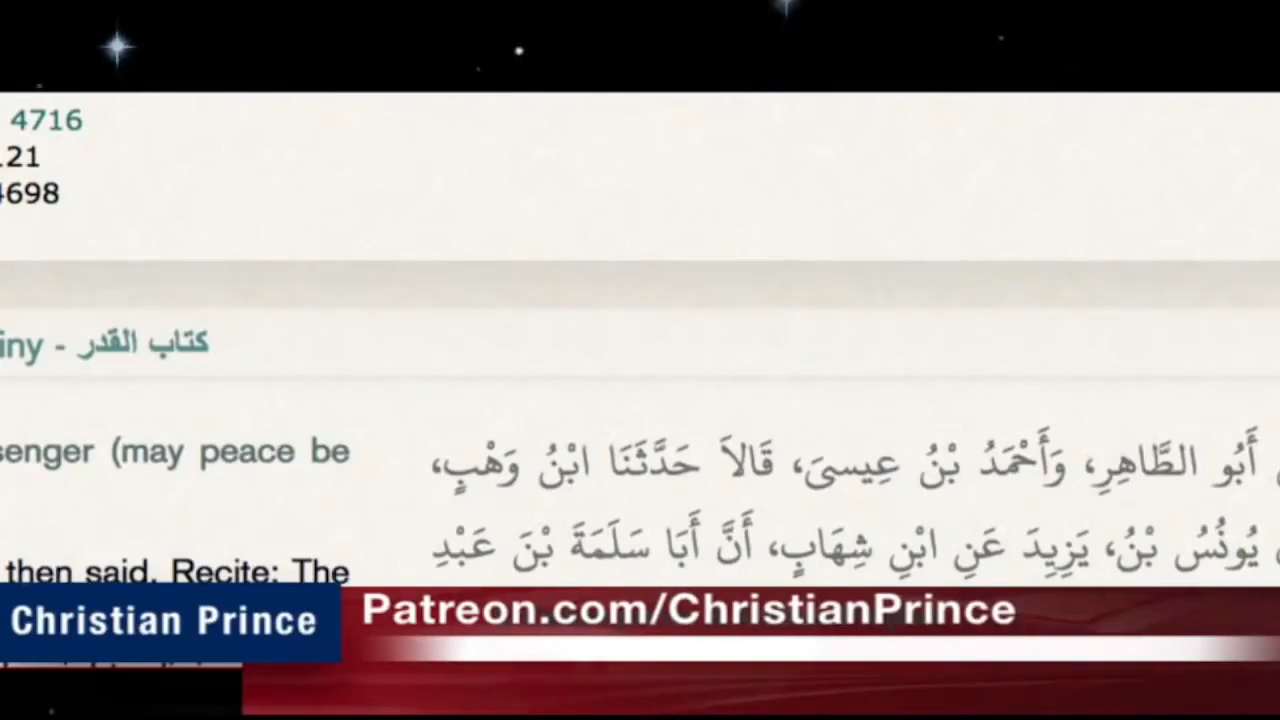 4716
21
4698
iny - كتاب القدر
senger (may peace be
أَبُو الطَّاهِرِ، وَأَحْمَدُ بْنُ عِيسَى، قَالاَ حَدَّثَنَا ابْنُ وَهْبٍ،
then said. Recite: The
يُونُسُ بْنُ، يَزِيدَ عَنِ ابْنِ شِهَابٍ، أَنَّ أَبَا سَلَمَةَ بْنَ عَبْدِ
Christian Prince
Patreon.com/ChristianPrince